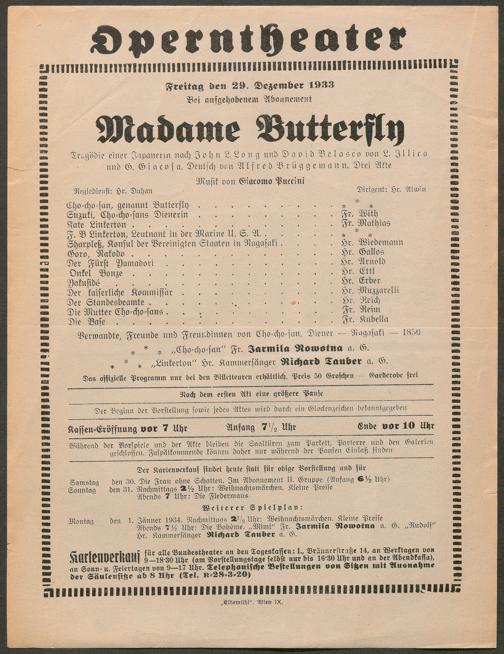 Operntheater
Freitag den 29. Dezember 1933
Bei aufgehobenem Abonnement
Madame Butterfly
Tragödie einer Japanerin nach John L. Long und David Belasco von L. Illica
und G. Giacosa. Deutsch von Alfred Brüggemann. Drei Akte
Musik von Giacomo Puccini
Regiedienst: Hr. Duhan Dirigent: Hr. Alwin
Cho-cho-san, genannt Butterfly . . . * * *
Suzuki, Cho-cho-sans Dienerin . . . Fr. With
Kate Linkerton . . . Fr. Mathias
F. B Linkerton, Leutnant in der Marine U. S. A. . . . * * *
Sharpleß, Konsul der Vereinigten Staaten in Nagasaki . . . Hr. Wiedemann
Goro, Nakodo . . . Hr. Gallos
Der Fürst Yamadori . . . Hr. Arnold
Onkel Bonze . . . Hr. Ettl
Yakusidé . . . Hr. Erber
Der kaiserliche Kommissär . . . Hr. Muzzarelli
Der Standesbeamte . . . Hr. Reich
Die Mutter Cho-cho-sans . . . Fr. Reim
Die Base . . . Fr. Kubella
Verwandte, Freunde und Freundinnen von Cho-cho-san, Diener — Nagasaki — 1850
* * * „Cho-cho-san" Fr. Jarmila Nowotna a. G.
* * * „Linkerton" Hr. Kammersänger Richard Tauber a. G.
Das offizielle Programm nur bei den Billetteuren erhältlich. Preis 50 Groschen — Garderobe frei
Nach dem ersten Akt eine größere Pause
Der Beginn der Vorstellung sowie jedes Aktes wird durch ein Glockenzeichen bekanntgegeben
Kassen-Eröffnung vor 7 Uhr Anfang 7½ Uhr Ende vor 10 Uhr
Während der Vorspiele und der Akte bleiben die Saaltüren zum Parkett, Parterre und den Galerien
geschlossen. Zuspätkommende können daher nur während der Pausen Einlaß finden
Der Kartenverkauf findet heute statt für obige Vorstellung und für
Samstag den 30. Die Frau ohne Schatten. Im Abonnement II. Gruppe (Anfang 6½ Uhr)
Sonntag den 31. Nachmittags 2½ Uhr: Weihnachtsmärchen. Kleine Preise
Abends 7 Uhr: Die Fledermaus
Weiterer Spielplan:
Montag den 1. Jänner 1934. Nachmittags 2½ Uhr: Weihnachtsmärchen. Kleine Preise
Abends 7½ Uhr: Die Bohème. „Mimi" Fr. Jarmila Nowotna a. G. „Rudolf"
Hr. Kammersänger Richard Tauber a. G.
Kartenverkauf für alle Bundestheater an den Tageskassen: I., Bräunerstraße 14, an Werktagen von
9—18·30 Uhr (am Vorstellungstage selbst nur bis 16·30 Uhr und an der Abendkassa),
an Sonn- u. Feiertagen von 9—17 Uhr. Telephonische Bestellungen von Sitzen mit Ausnahme
der Säulensitze ab 8 Uhr (Tel. R-28-3-20)
„Elbemühl", Wien IX.